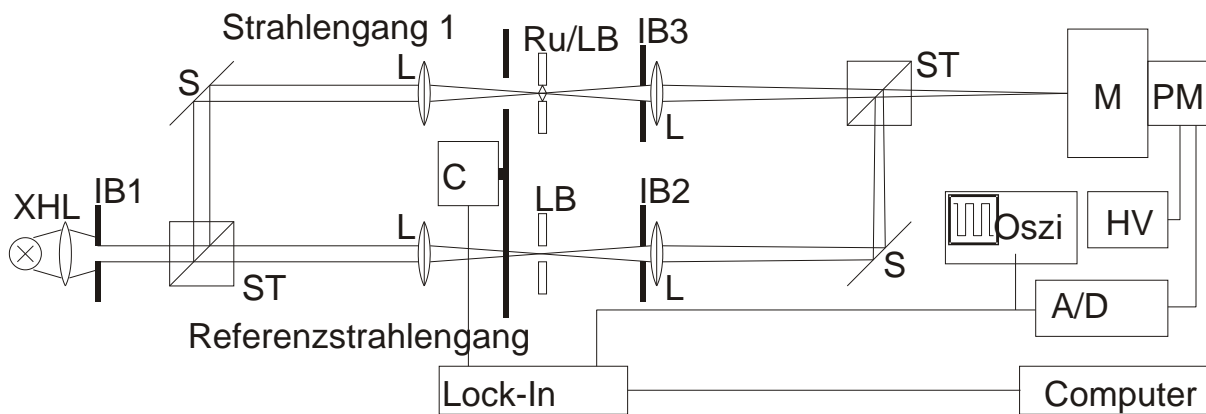 Strahlengang 1
Ru/LB
IB3
L
S
ST
M
PM
L
C
XHL
IB1
L
LB
IB2
HV
Oszi
ST
L
S
A/D
Referenzstrahlengang
Lock-In
Computer